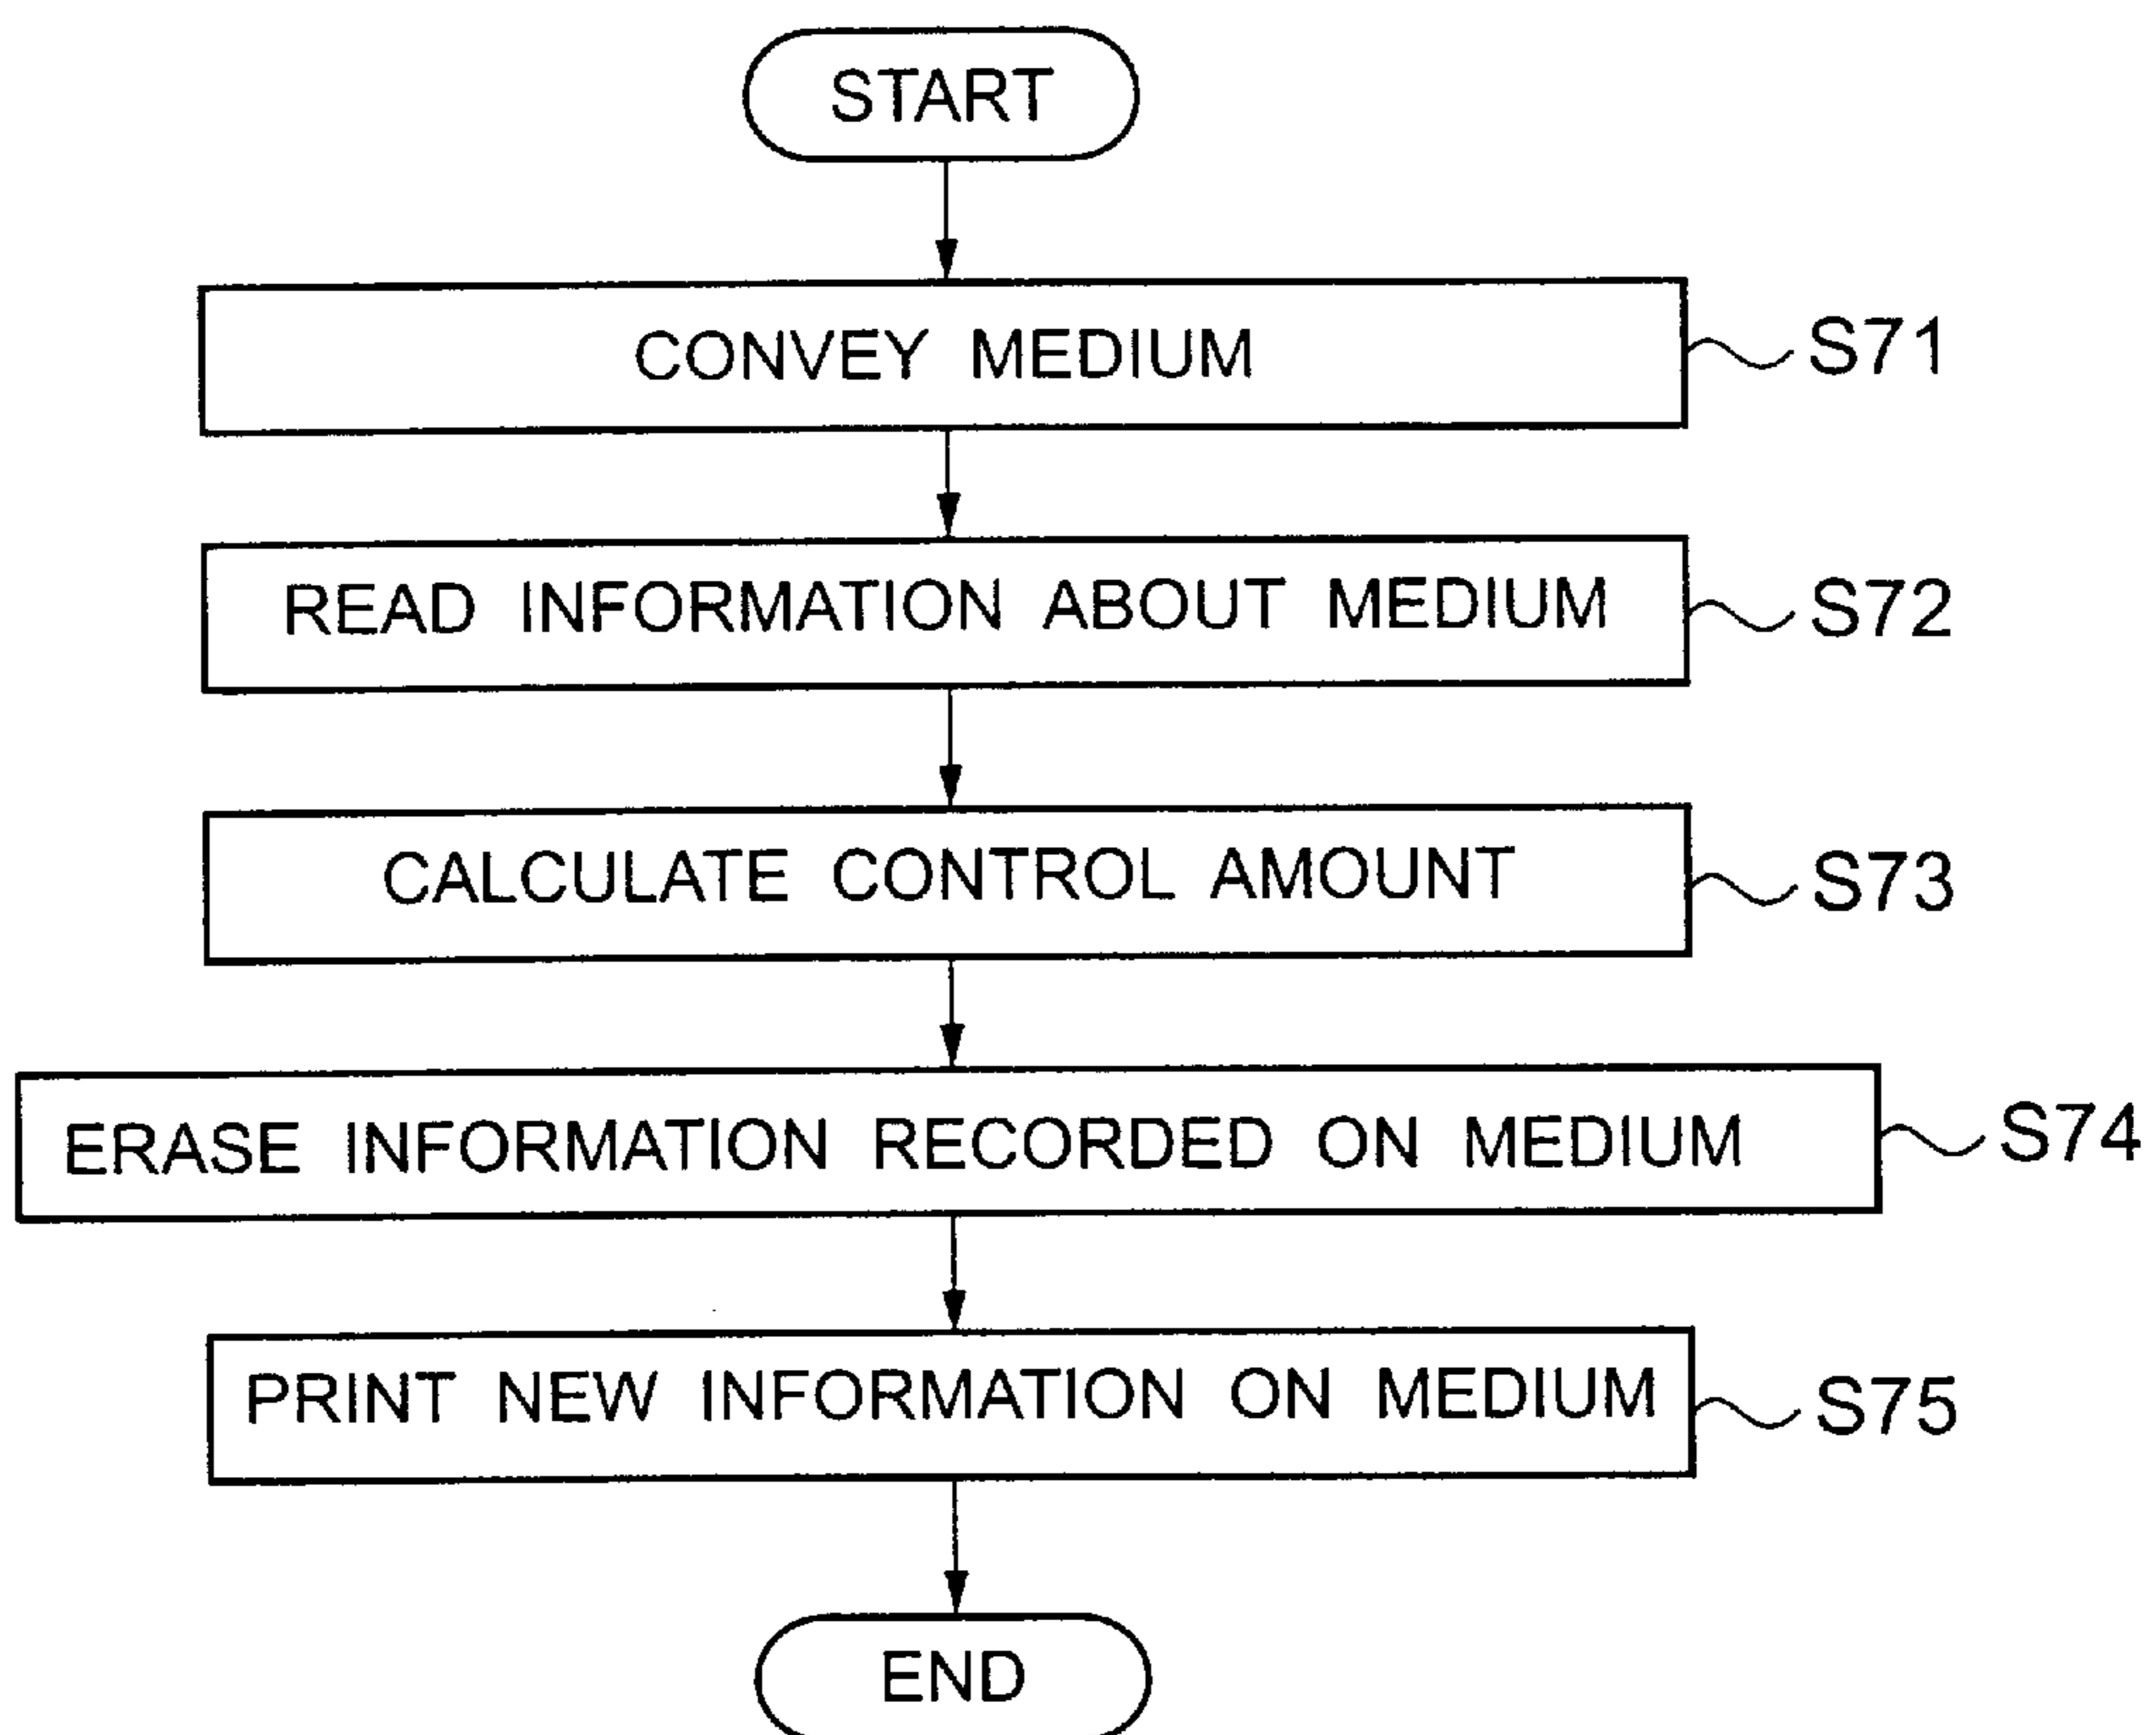 START
CONVEY MEDIUM S71
READ INFORMATION ABOUT MEDIUM S72
CALCULATE CONTROL AMOUNT S73
ERASE INFORMATION RECORDED ON MEDIUM S74
PRINT NEW INFORMATION ON MEDIUM S75
END